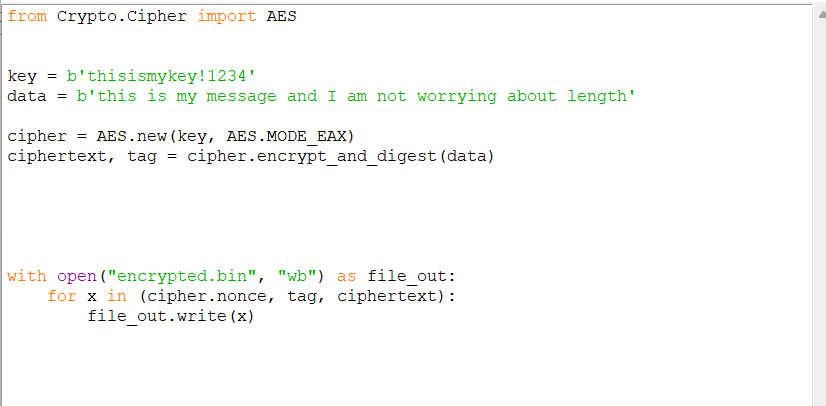 from Crypto.Cipher import AES
key = b'thisismykey!1234'
data = b'this is my message and I am not worrying about length'
cipher = AES.new(key, AES.MODE_EAX)
ciphertext, tag = cipher.encrypt_and_digest(data)
with open("encrypted.bin", "wb") as file_out:
    for x in (cipher.nonce, tag, ciphertext):
        file_out.write(x)